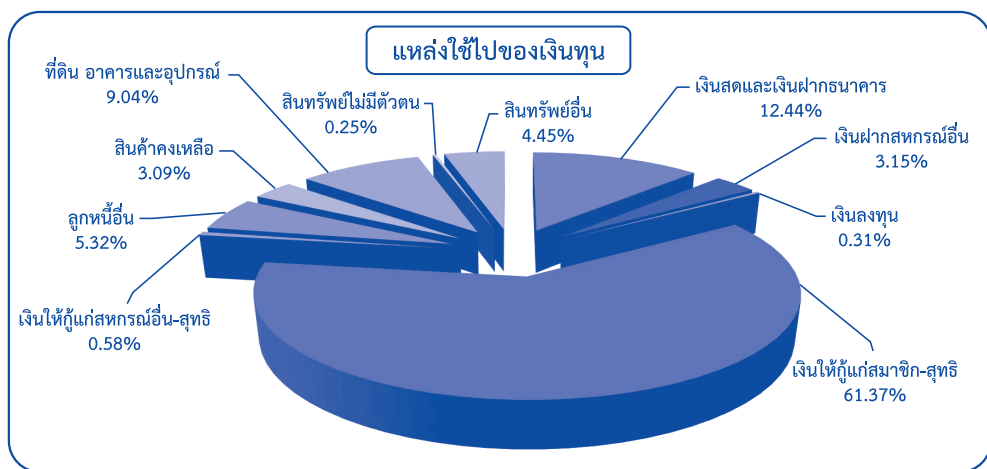 แหล่งใช้ไปของเงินทุน
เงินสดและเงินฝากธนาคาร
12.44%
เงินฝากสหกรณ์อื่น
3.15%
เงินลงทุน
0.31%
เงินให้กู้แก่สมาชิก-สุทธิ
61.37%
เงินให้กู้แก่สหกรณ์อื่น-สุทธิ
0.58%
ลูกหนี้อื่น
5.32%
สินค้าคงเหลือ
3.09%
ที่ดิน อาคารและอุปกรณ์
9.04%
สินทรัพย์ไม่มีตัวตน
0.25%
สินทรัพย์อื่น
4.45%